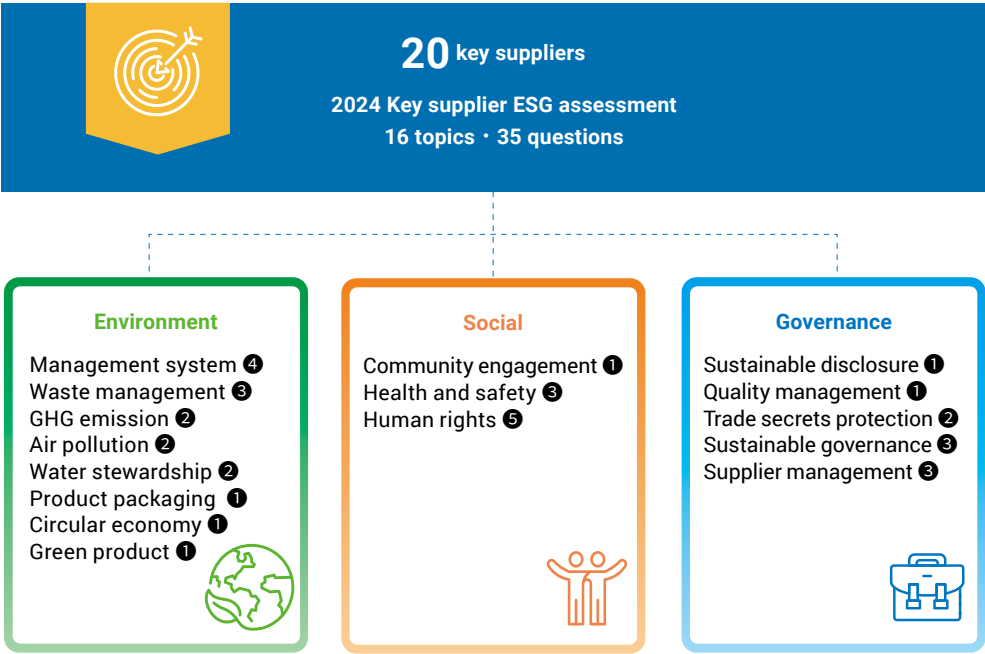 20 key suppliers
2024 Key supplier ESG assessment
16 topics・35 questions
Environment
Management system ❹
Waste management ❸
GHG emission ❷
Air pollution ❷
Water stewardship ❷
Product packaging ❶
Circular economy ❶
Green product ❶
Social
Community engagement ❶
Health and safety ❸
Human rights ❺
Governance
Sustainable disclosure ❶
Quality management ❶
Trade secrets protection ❷
Sustainable governance ❸
Supplier management ❸